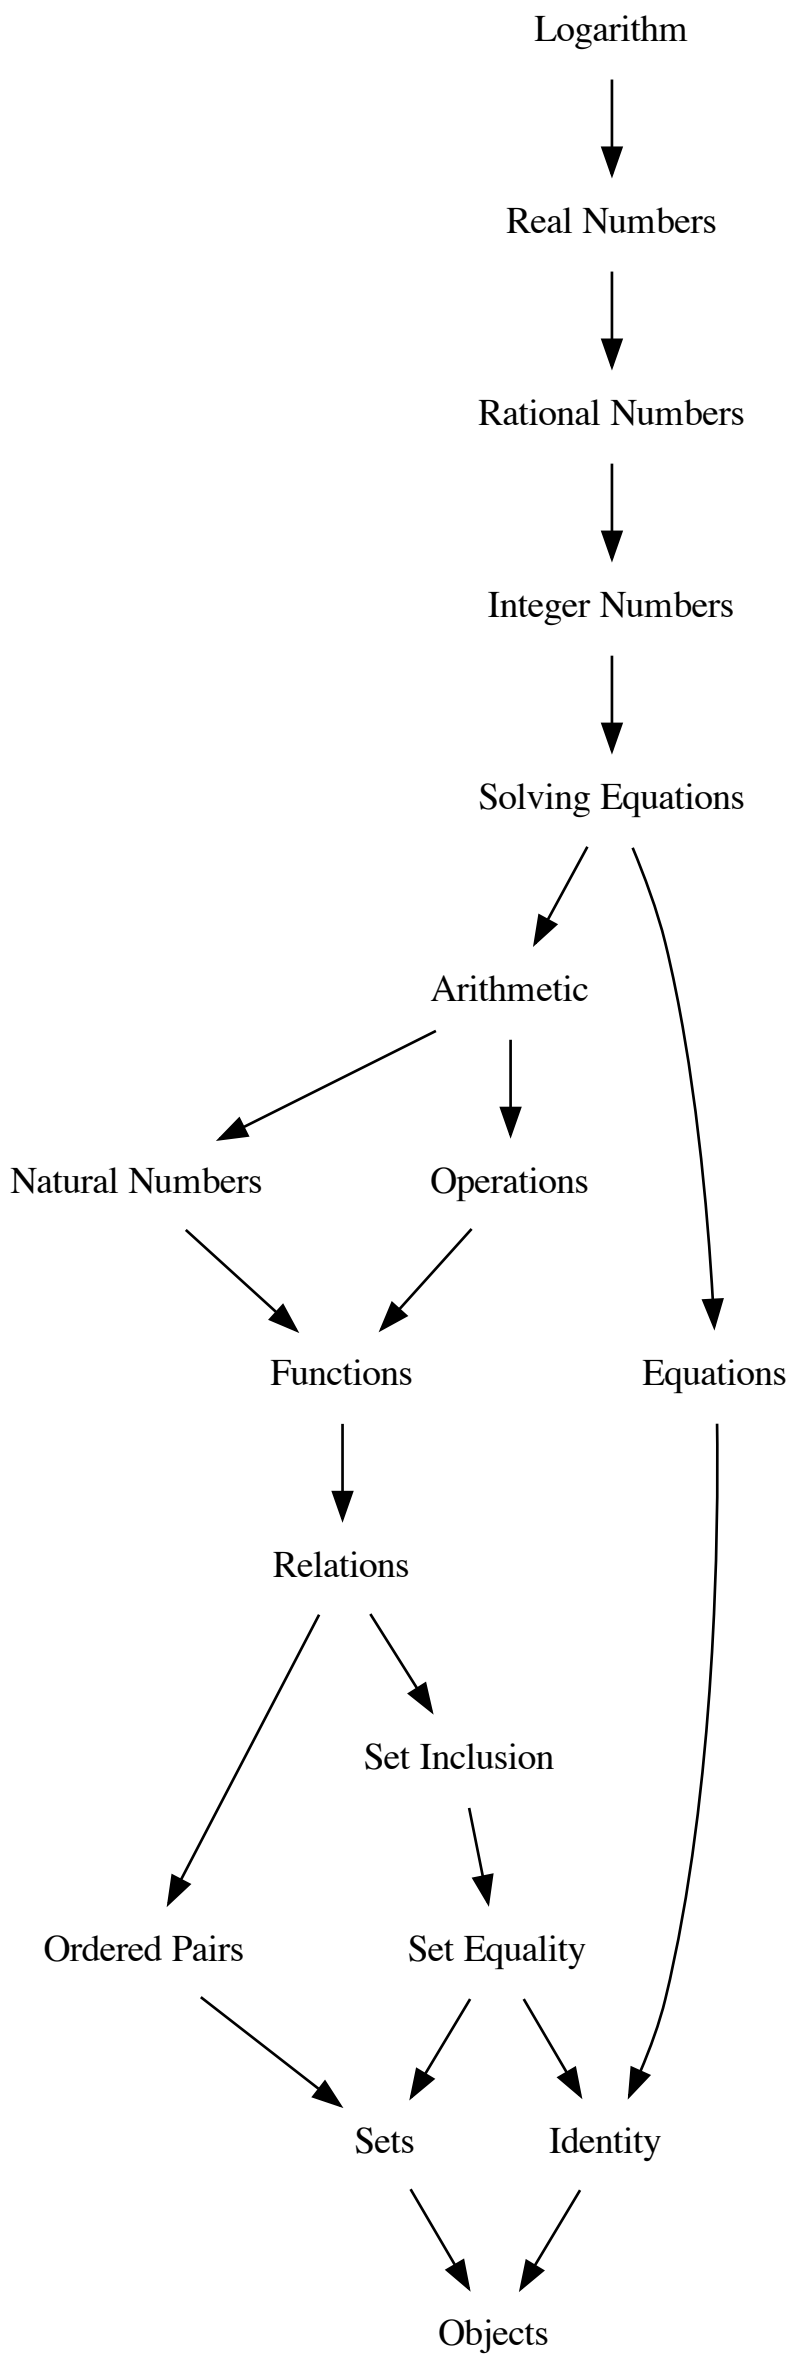 Logarithm
Real Numbers
Rational Numbers
Integer Numbers
Solving Equations
Arithmetic
Natural Numbers
Operations
Functions
Equations
Relations
Set Inclusion
Ordered Pairs
Set Equality
Sets
Identity
Objects